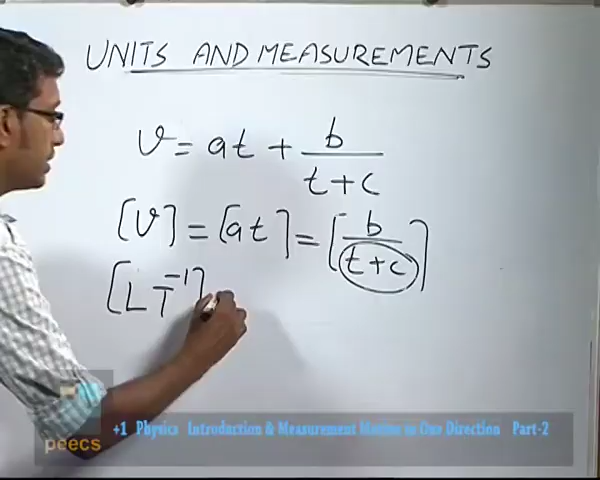 UNITS AND MEASUREMENTS
v = at + b/(t+c)
[v] = [at] = [b/(t+c)]
[LT⁻¹]
peecs
+1 Physics Introduction & Measurement Motion in One Direction Part-2